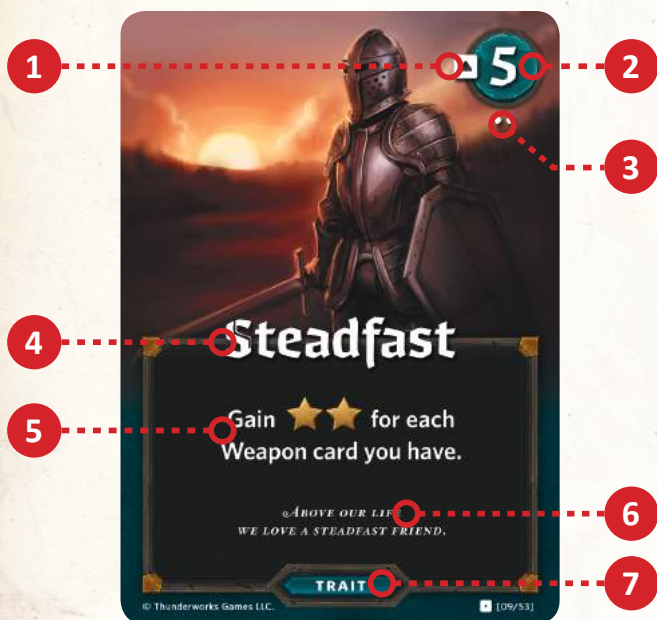 1
5
2
3
4
Steadfast
5
Gain for each
Weapon card you have.
6
ABOVE OUR LIFE
WE LOVE A STEADFAST FRIEND.
7
TRAIT
© Thunderworks Games LLC.
[09/53]